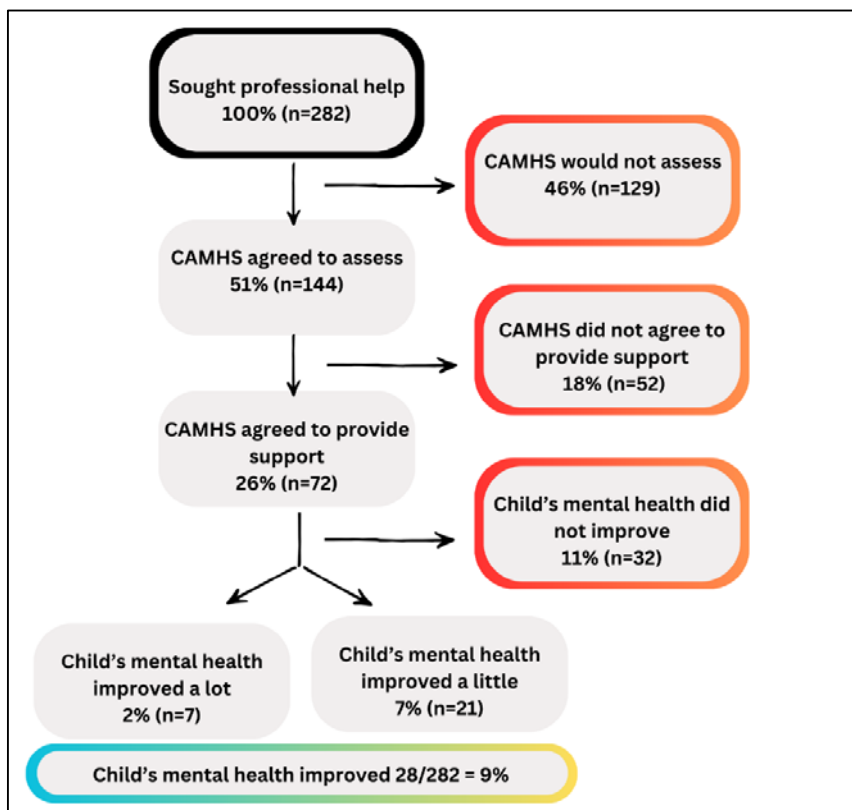 Sought professional help
100% (n=282)
CAMHS would not assess
46% (n=129)
CAMHS agreed to assess
51% (n=144)
CAMHS did not agree to
provide support
18% (n=52)
CAMHS agreed to provide
support
26% (n=72)
Child’s mental health did
not improve
11% (n=32)
Child’s mental health
improved a lot
2% (n=7)
Child’s mental health
improved a little
7% (n=21)
Child’s mental health improved 28/282 = 9%